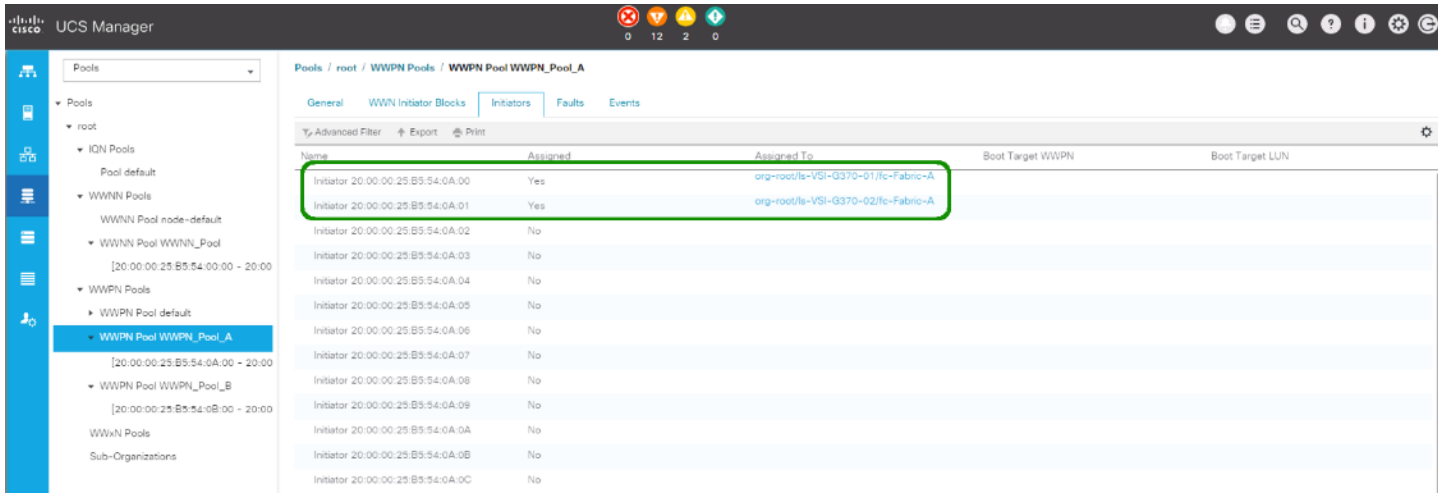 cisco UCS Manager
0 12 2 0
Pools
Pools
root
IQN Pools
Pool default
WWNN Pools
WWNN Pool node-default
WWNN Pool WWNN_Pool
[20:00:00:25:B5:54:00:00 - 20:00
WWPN Pools
WWPN Pool default
WWPN Pool WWPN_Pool_A
[20:00:00:25:B5:54:0A:00 - 20:00
WWPN Pool WWPN_Pool_B
[20:00:00:25:B5:54:0B:00 - 20:00
WWxN Pools
Sub-Organizations
Pools / root / WWPN Pools / WWPN Pool WWPN_Pool_A
General WWN Initiator Blocks Initiators Faults Events
Advanced Filter Export Print
Name Assigned Assigned To Boot Target WWPN Boot Target LUN
Initiator 20:00:00:25:B5:54:0A:00 Yes org-root/ls-VSI-G370-01/fc-Fabric-A
Initiator 20:00:00:25:B5:54:0A:01 Yes org-root/ls-VSI-G370-02/fc-Fabric-A
Initiator 20:00:00:25:B5:54:0A:02 No
Initiator 20:00:00:25:B5:54:0A:03 No
Initiator 20:00:00:25:B5:54:0A:04 No
Initiator 20:00:00:25:B5:54:0A:05 No
Initiator 20:00:00:25:B5:54:0A:06 No
Initiator 20:00:00:25:B5:54:0A:07 No
Initiator 20:00:00:25:B5:54:0A:08 No
Initiator 20:00:00:25:B5:54:0A:09 No
Initiator 20:00:00:25:B5:54:0A:0A No
Initiator 20:00:00:25:B5:54:0A:0B No
Initiator 20:00:00:25:B5:54:0A:0C No